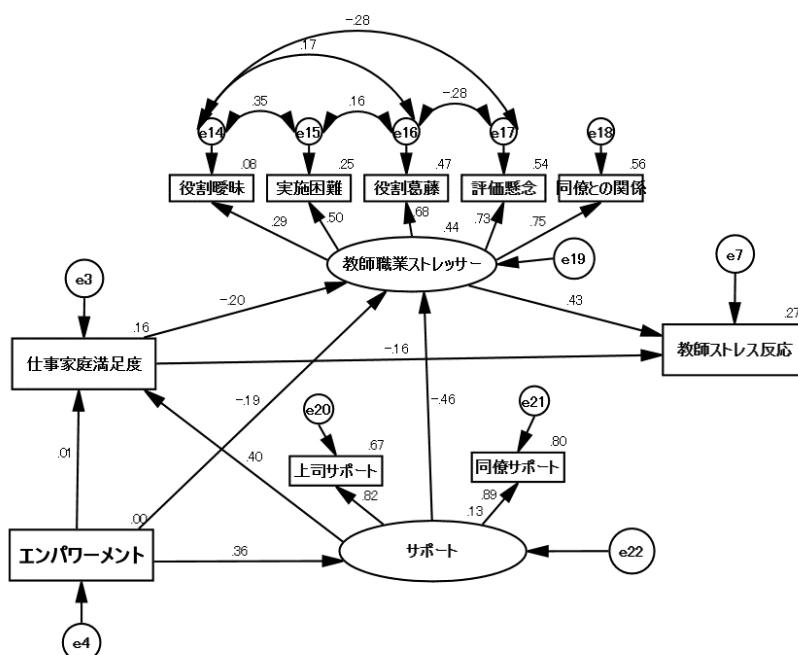 -.28
.17
.35
.16
-.28
e14
e15
e16
e17
e18
.08
.25
.47
.54
.56
役割曖昧
実施困難
役割葛藤
評価懸念
同僚との関係
.29
.50
.68
.73
.75
.44
教師職業ストレッサー
e19
e3
e7
-.20
.43
.27
.16
仕事家庭満足度
-.16
教師ストレス反応
-.19
-.46
e20
e21
.67
.80
上司サポート
同僚サポート
.01
.40
.82
.89
.00
.13
エンパワーメント
.36
サポート
e22
e4